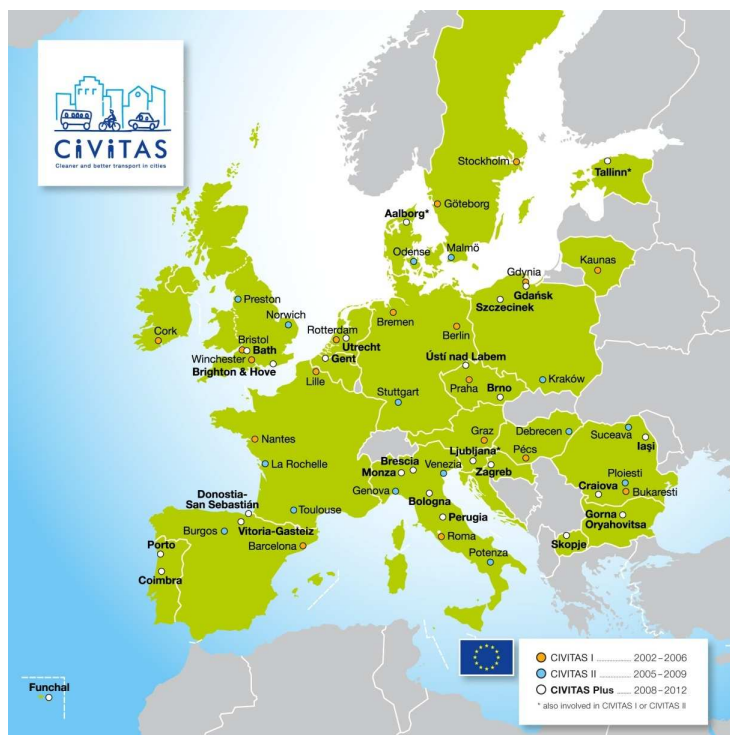 CiViTAS
Cleaner and better transport in cities
Stockholm
Tallinn*
Göteborg
Aalborg*
Odense
Malmö
Kaunas
Gdynia
Gdańsk
Szczecinek
Preston
Norwich
Cork
Bristol
Bath
Winchester
Brighton & Hove
Rotterdam
Utrecht
Gent
Lille
Bremen
Berlin
Ústí nad Labem
Praha
Brno
Kraków
Stuttgart
Nantes
La Rochelle
Graz
Debrecen
Suceava
Iaşi
Ljubljana*
Pécs
Zagreb
Brescia
Monza
Venezia
Ploiesti
Craiova
Bukaresti
Genova
Bologna
Gorna
Oryahovitsa
Donostia-
San Sebastián
Toulouse
Burgos
Vitoria-Gasteiz
Barcelona
Perugia
Roma
Skopje
Potenza
Porto
Coimbra
Funchal
CIVITAS I ................ 2002–2006
CIVITAS II ............... 2005–2009
CIVITAS Plus ..... 2008–2012
* also involved in CIVITAS I or CIVITAS II